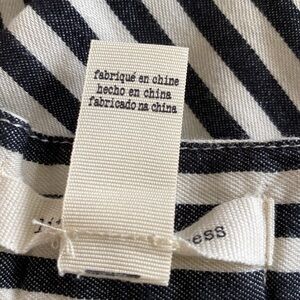 fabriqué en chine
hecho en china
fabricado na china